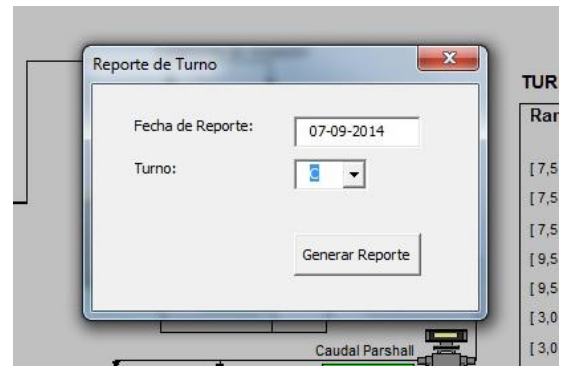 Reporte de Turno
TUR
Ran
Fecha de Reporte:
07-09-2014
Turno:
C
[ 7,5
[ 7,5
[ 7,5
Generar Reporte
[ 9,5
[ 9,5
[ 3,0
Caudal Parshall
[ 3,0